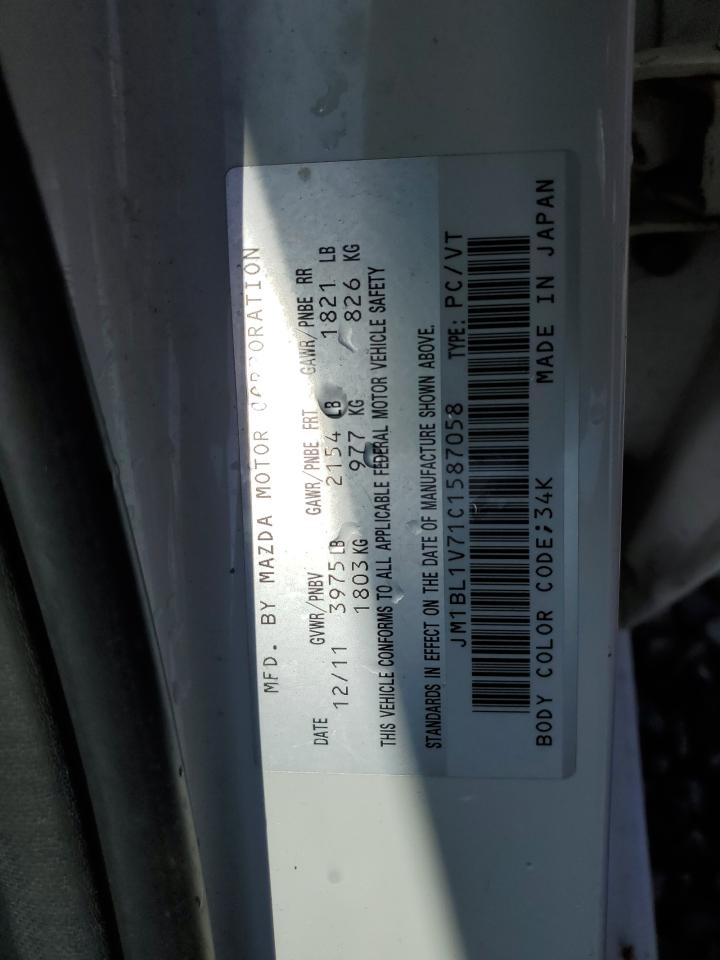 MFD. BY MAZDA MOTOR CORPORATION
DATE GVWR/PNBV GAWR/PNBE FRT GAWR/PNBE RR
12/11 3975 LB 2154 LB 1821 LB
1803 KG 977 KG 826 KG
THIS VEHICLE CONFORMS TO ALL APPLICABLE FEDERAL MOTOR VEHICLE SAFETY
STANDARDS IN EFFECT ON THE DATE OF MANUFACTURE SHOWN ABOVE.
JM1BL1V71C1587058 TYPE: PC/VT
BODY COLOR CODE;34K MADE IN JAPAN